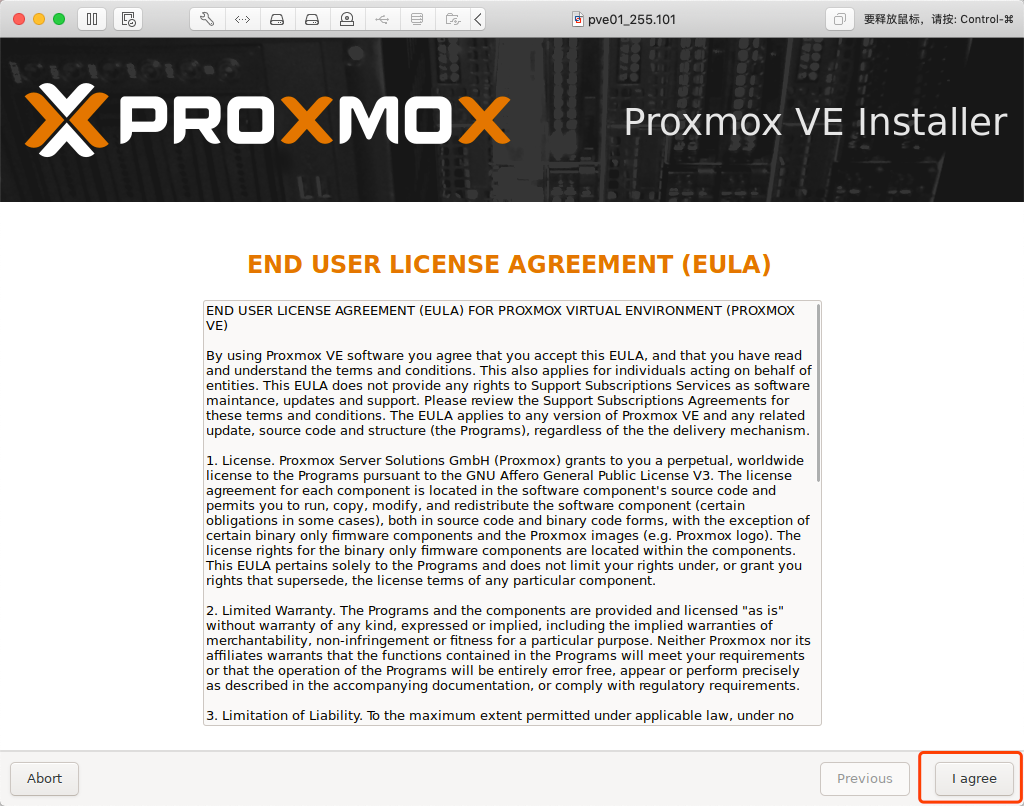 pve01_255.101
要释放鼠标，请按: Control-⌘
PROXMOX
Proxmox VE Installer
END USER LICENSE AGREEMENT (EULA)
END USER LICENSE AGREEMENT (EULA) FOR PROXMOX VIRTUAL ENVIRONMENT (PROXMOX
VE)
By using Proxmox VE software you agree that you accept this EULA, and that you have read
and understand the terms and conditions. This also applies for individuals acting on behalf of
entities. This EULA does not provide any rights to Support Subscriptions Services as software
maintance, updates and support. Please review the Support Subscriptions Agreements for
these terms and conditions. The EULA applies to any version of Proxmox VE and any related
update, source code and structure (the Programs), regardless of the the delivery mechanism.
1. License. Proxmox Server Solutions GmbH (Proxmox) grants to you a perpetual, worldwide
license to the Programs pursuant to the GNU Affero General Public License V3. The license
agreement for each component is located in the software component's source code and
permits you to run, copy, modify, and redistribute the software component (certain
obligations in some cases), both in source code and binary code forms, with the exception of
certain binary only firmware components and the Proxmox images (e.g. Proxmox logo). The
license rights for the binary only firmware components are located within the components.
This EULA pertains solely to the Programs and does not limit your rights under, or grant you
rights that supersede, the license terms of any particular component.
2. Limited Warranty. The Programs and the components are provided and licensed "as is"
without warranty of any kind, expressed or implied, including the implied warranties of
merchantability, non-infringement or fitness for a particular purpose. Neither Proxmox nor its
affiliates warrants that the functions contained in the Programs will meet your requirements
or that the operation of the Programs will be entirely error free, appear or perform precisely
as described in the accompanying documentation, or comply with regulatory requirements.
3. Limitation of Liability. To the maximum extent permitted under applicable law, under no
Abort
Previous
I agree